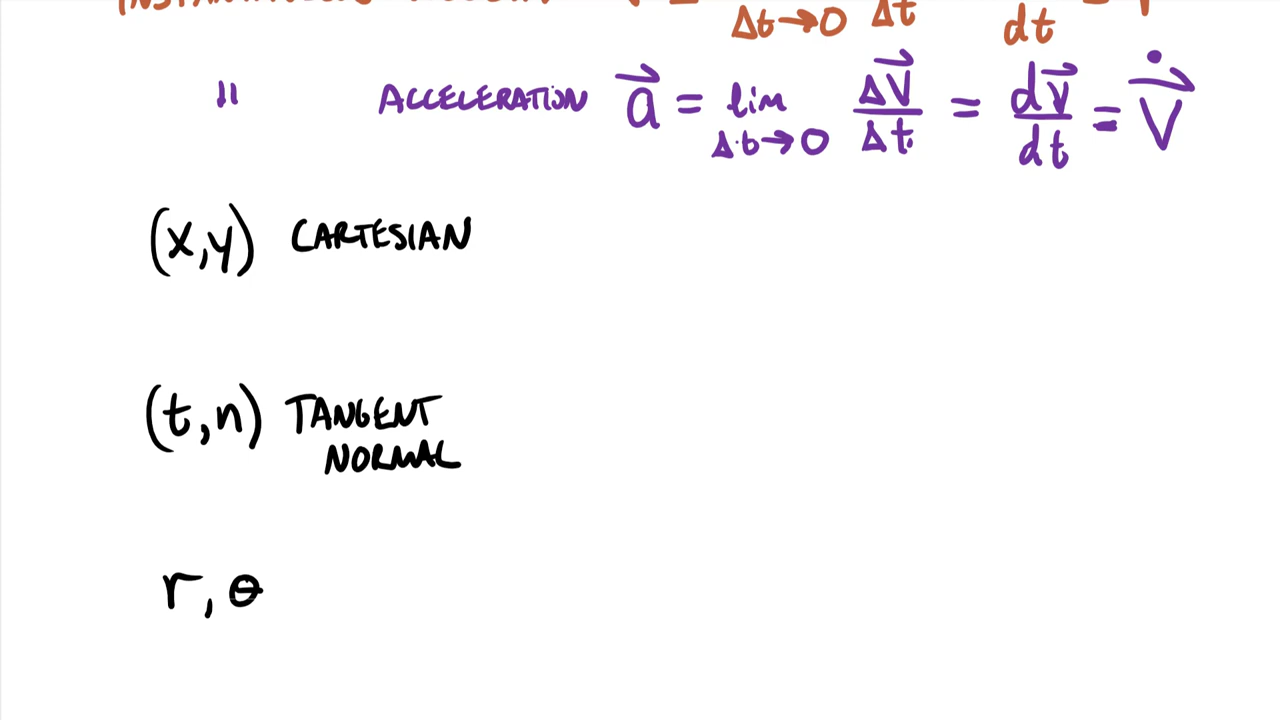 Δt→0 Δt dt
" ACCELERATION a⃗ = lim Δt→0 ΔV⃗/Δt = dv⃗/dt = V⃗̇
(x,y) CARTESIAN
(t,n) TANGENT
NORMAL
r, θ